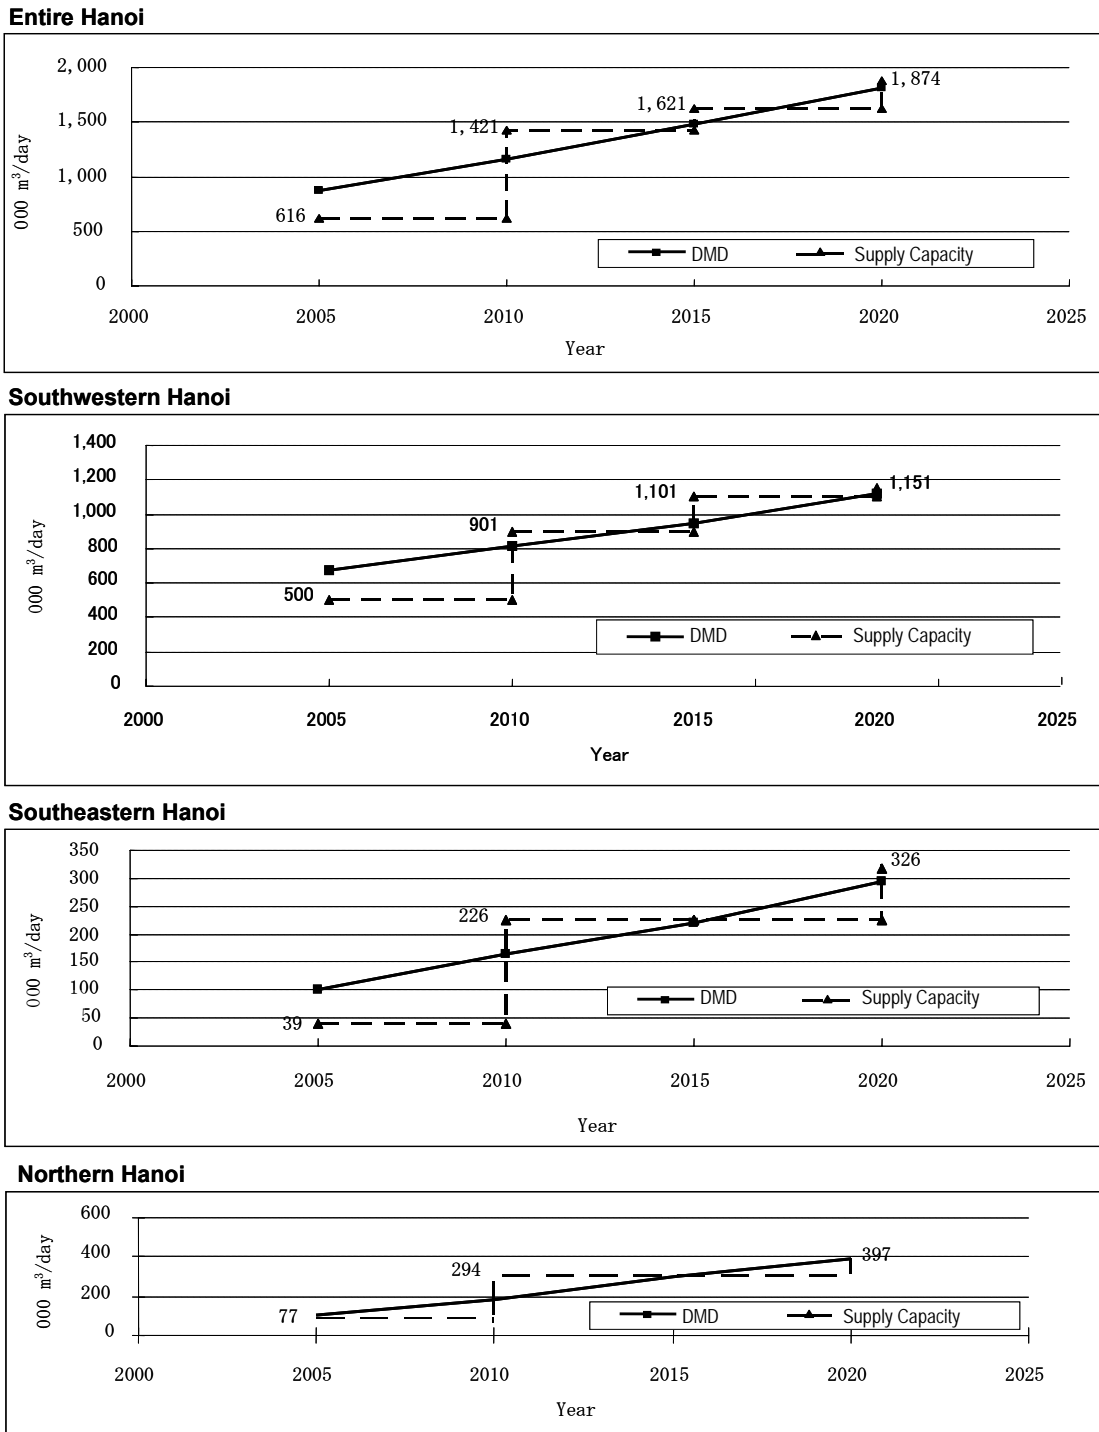 Entire Hanoi
000 m³/day
2,000
1,500
1,000
500
0
616
1,421
1,621
1,874
DMD Supply Capacity
2000 2005 2010 2015 2020 2025
Year
Southwestern Hanoi
000 m³/day
1,400
1,200
1,000
800
600
400
200
0
500
901
1,101
1,151
DMD Supply Capacity
2000 2005 2010 2015 2020 2025
Year
Southeastern Hanoi
000 m³/day
350
300
250
200
150
100
50
0
39
226
326
DMD Supply Capacity
2000 2005 2010 2015 2020 2025
Year
Northern Hanoi
000 m³/day
600
400
200
0
77
294
397
DMD Supply Capacity
2000 2005 2010 2015 2020 2025
Year